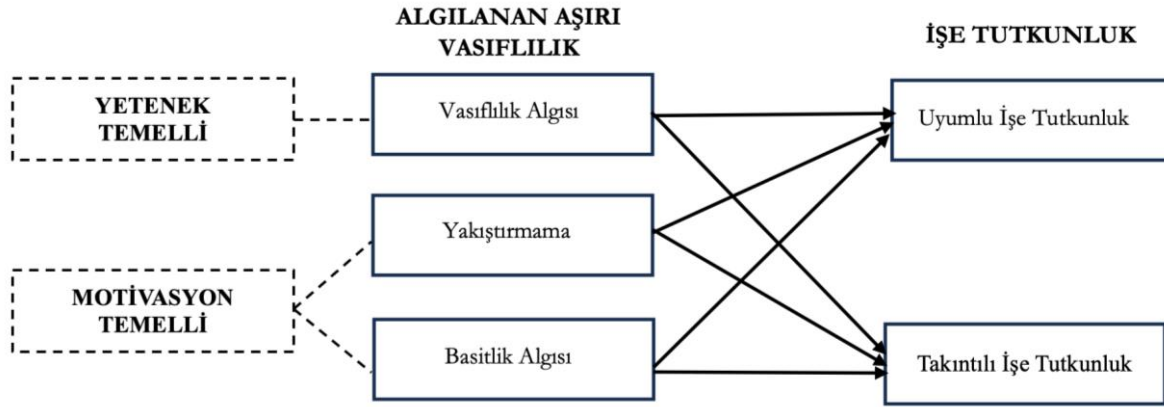 ALGILANAN AŞIRI
VASIFLILIK
İŞE TUTKUNLUK
YETENEK
TEMELLİ
Vasıflılık Algısı
Uyumlu İşe Tutkunluk
Yakıştırmama
MOTİVASYON
TEMELLİ
Basitlik Algısı
Takıntılı İşe Tutkunluk